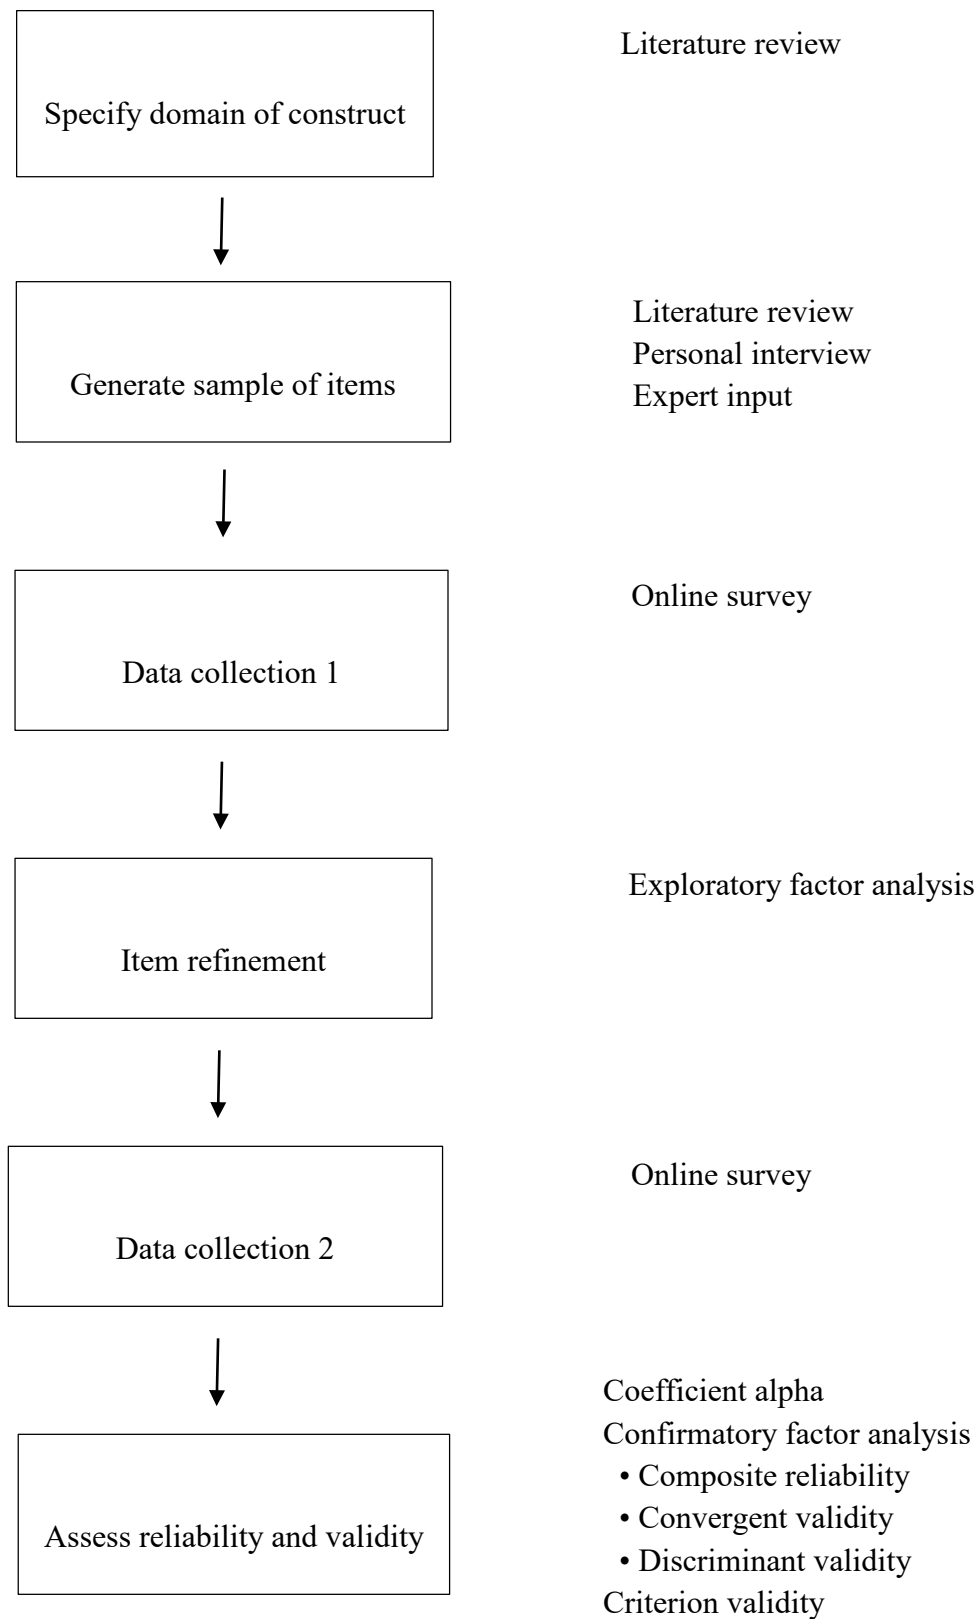 Literature review
Specify domain of construct
Literature review
Personal interview
Generate sample of items
Expert input
Online survey
Data collection 1
Exploratory factor analysis
Item refinement
Online survey
Data collection 2
Coefficient alpha
Confirmatory factor analysis
• Composite reliability
• Convergent validity
Assess reliability and validity
• Discriminant validity
Criterion validity